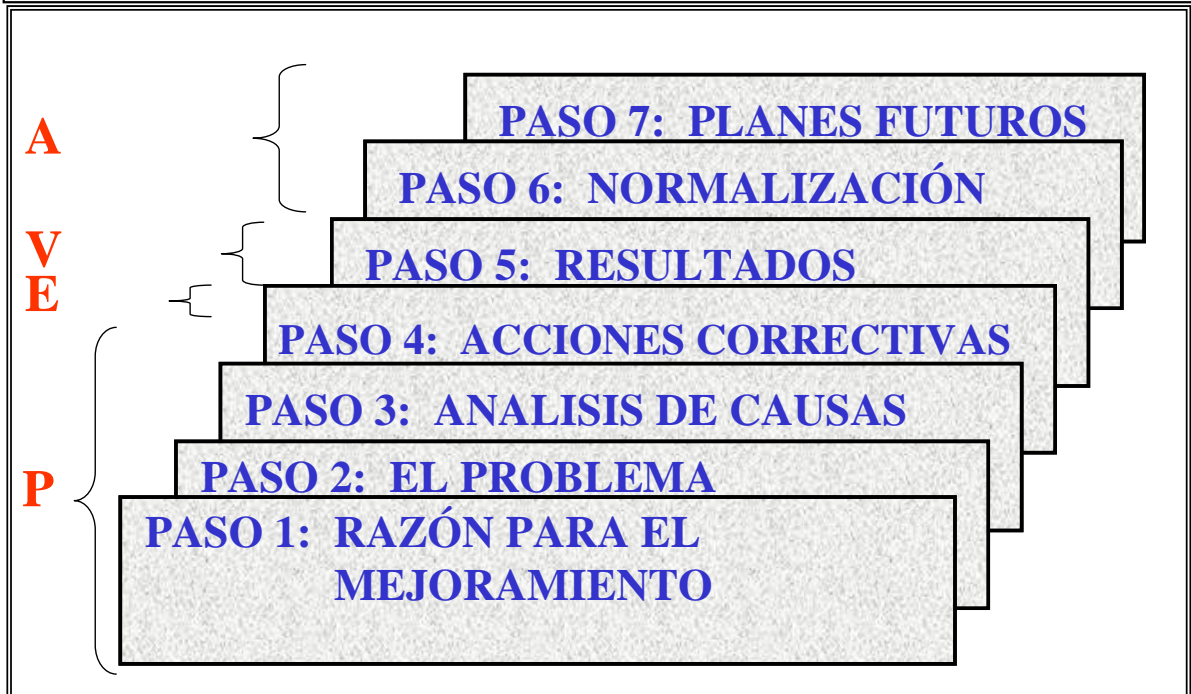 A
PASO 7: PLANES FUTUROS
PASO 6: NORMALIZACIÓN
V
PASO 5: RESULTADOS
E
PASO 4: ACCIONES CORRECTIVAS
PASO 3: ANALISIS DE CAUSAS
P
PASO 2: EL PROBLEMA
PASO 1: RAZÓN PARA EL
MEJORAMIENTO